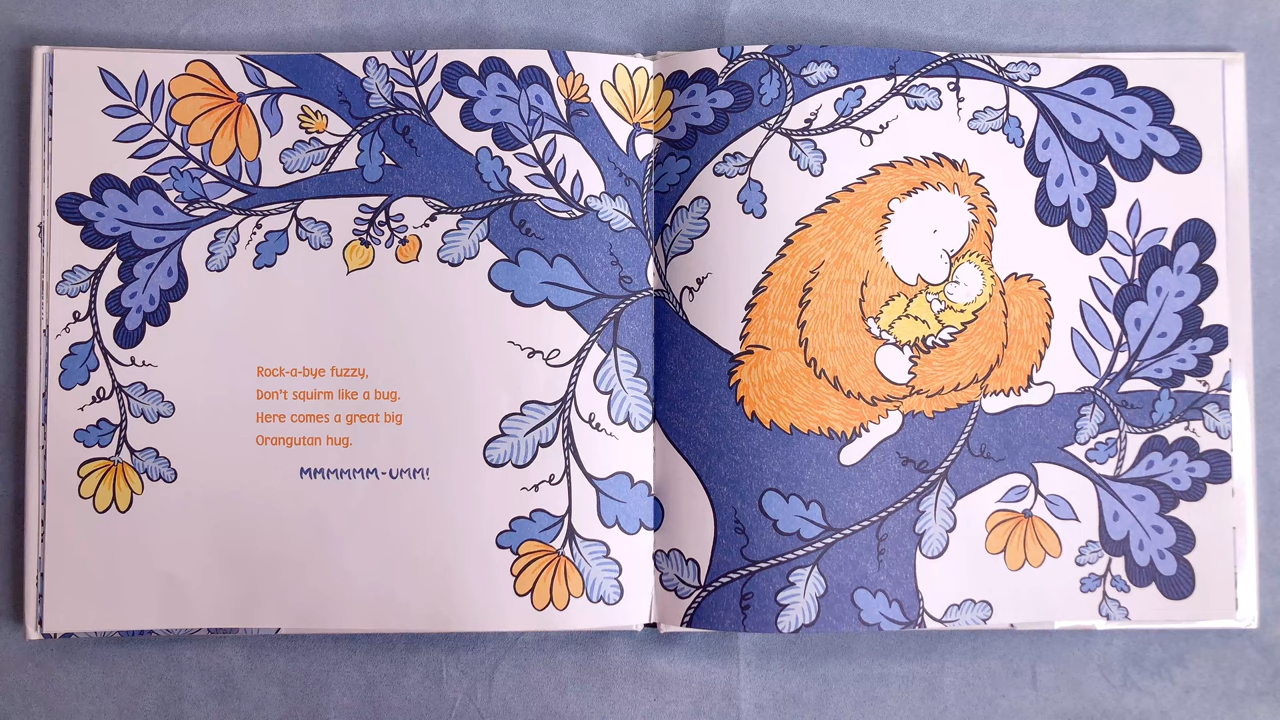 Rock-a-bye fuzzy,
Don't squirm like a bug.
Here comes a great big
Orangutan hug.
MMMMMM-UMM!